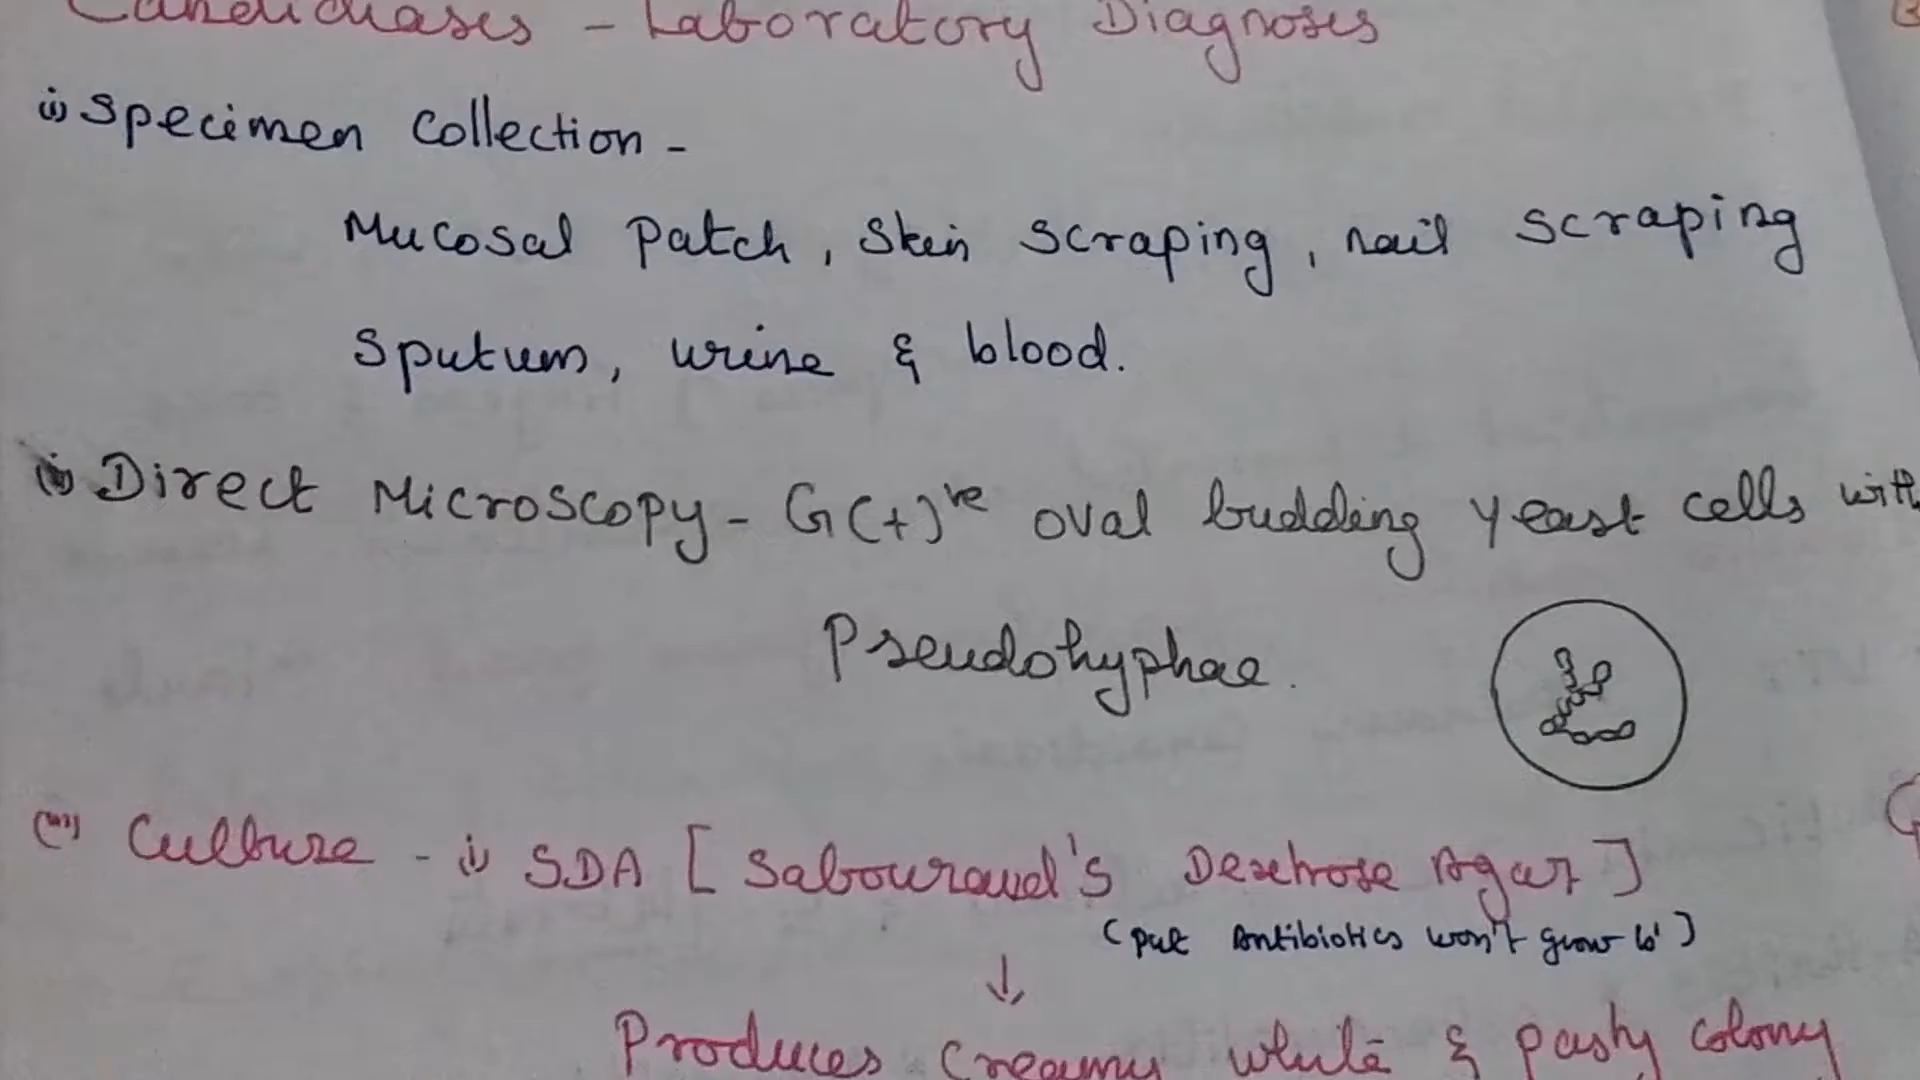 Candidiases - Laboratory Diagnoses
(i) Specimen Collection -
Mucosal Patch, Skin Scraping, nail scraping
Sputum, urine & blood.
(ii) Direct Microscopy - G(+)ve oval budding yeast cells with
Pseudohyphae.
(iii) Culture - i) SDA [ Sabouraud's Dextrose Agar ]
(put Antibiotics won't grow
↓
Produces creamy white & pasty colony